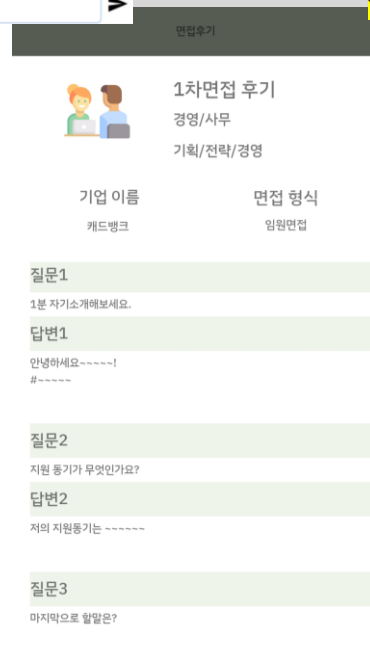 면접후기
1차면접 후기
경영/사무
기획/전략/경영
기업 이름
면접 형식
캐드뱅크
임원면접
질문1
1분 자기소개해보세요.
답변1
안녕하세요~~~~~!
#~~~~~
질문2
지원 동기가 무엇인가요?
답변2
저의 지원동기는 ~~~~~~
질문3
마지막으로 할말은?